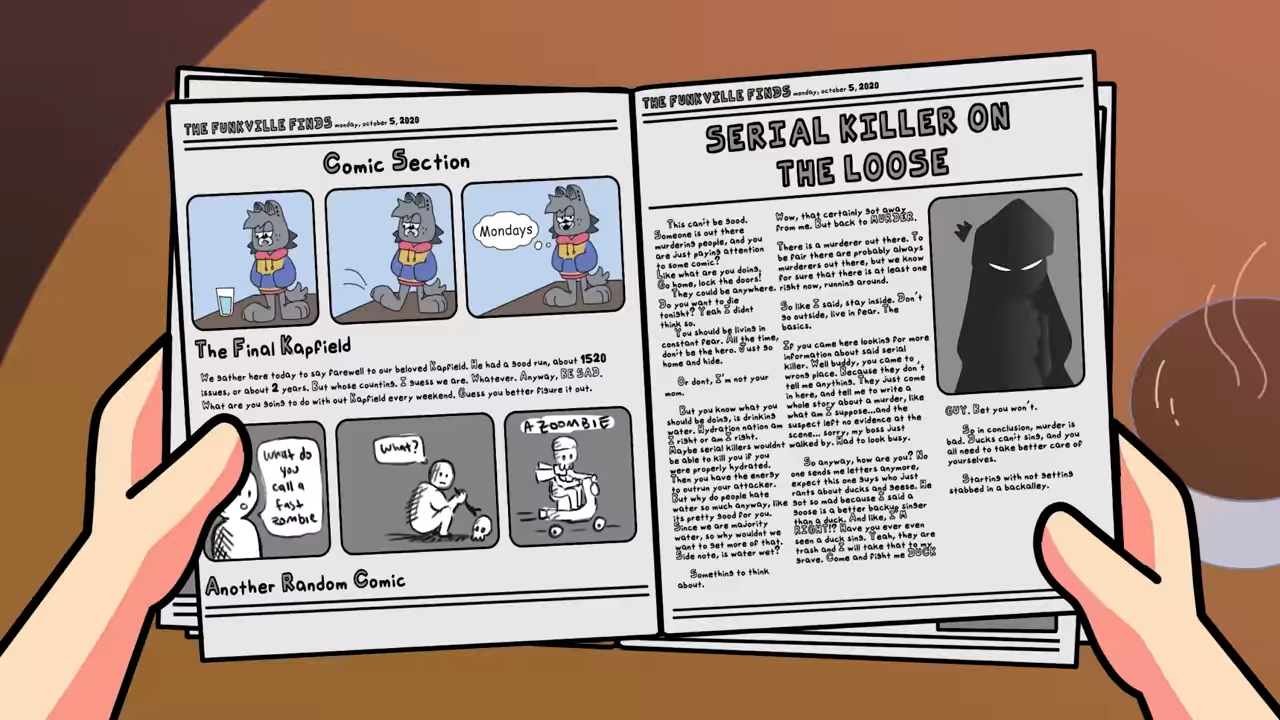 THE FUNKVILLE FINDS monday, october 5, 2020
Comic Section
Mondays
The Final Kapfield
We gather here today to say farewell to our beloved Kapfield. He had a good run, about 1520
issues, or about 2 years. But whose counting. I guess we are. Whatever. Anyway, BE SAD.
What are you going to do with out Kapfield every weekend. Guess you better figure it out.
What do
you
call a
fast
zombie
What?
A ZOOMBIE
Another Random Comic
THE FUNKVILLE FINDS monday, october 5, 2020
SERIAL KILLER ON
THE LOOSE
This can't be good.
Someone is out there
murdering people, and you
are just paying attention
to some comic?
Like what are you doing,
Go home, lock the doors!
They could be anywhere.
Do you want to die
tonight? Yeah I didnt
think so.
You should be living in
constant fear. All the time,
don't be the hero. Just go
home and hide.
Or dont, I'm not your
mom.
But you know what you
should be doing, is drinking
water. Hydration nation am
I right or am I right.
Maybe serial killers wouldnt
be able to kill you if you
were properly hydrated.
Then you have the energy
to outrun your attacker.
But why do people hate
water so much anyway, like
its pretty good for you.
Since we are majority
water, so why wouldnt we
want to get more of that.
Side note, is water wet?
Something to think
about.
Wow, that certainly got away
from me. But back to MURDER.
There is a murderer out there. To
be fair there are probably always
murderers out there, but we know
for sure that there is at least one
right now, running around.
So like I said, stay inside. Don't
go outside, live in fear. The
basics.
If you came here looking for more
information about said serial
killer. Well buddy, you came to
wrong place. Because they don't
tell me anything. They just come
in here, and tell me to write a
whole story about a murder, like
what am I suppose...and the
suspect left no evidence at the
scene... sorry, my boss just
walked by. Had to look busy.
So anyway, how are you? No
one sends me letters anymore,
expect this one guys who just
rants about ducks and geese. He
got so mad because I said a
goose is a better backup singer
than a duck. And like, I'M
RIGHT!? Have you ever even
seen a duck sing. Yeah, they are
trash and I will take that to my
grave. Come and fight me DUCK
GUY. Bet you won't.
So in conclusion, murder is
bad. Ducks can't sing, and you
all need to take better care of
yourselves.
Starting with not getting
stabbed in a backalley.